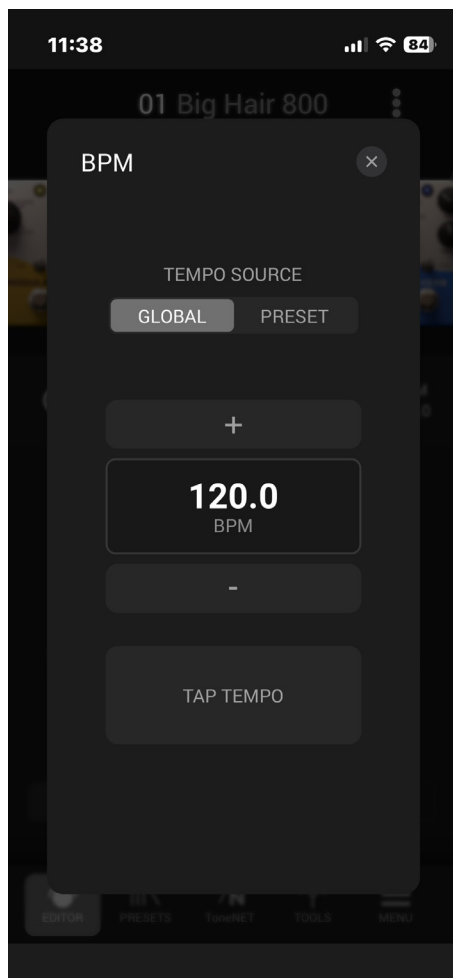 11:38
84
01 Big Hair 800
BPM
TEMPO SOURCE
GLOBAL PRESET
+
120.0
BPM
-
TAP TEMPO
EDITOR PRESETS ToneNET TOOLS MENU